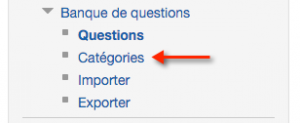 Banque de questions
Questions
Catégories
Importer
Exporter